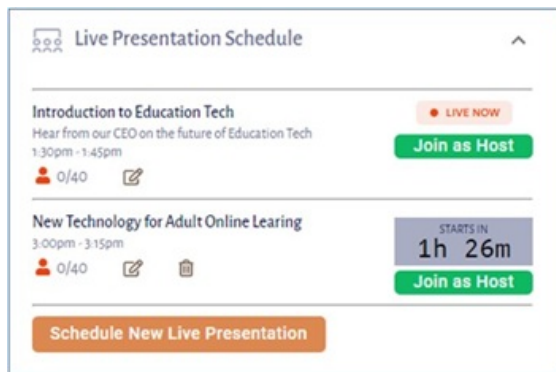 Live Presentation Schedule
Introduction to Education Tech
Hear from our CEO on the future of Education Tech
1:30pm - 1:45pm
0/40
LIVE NOW
Join as Host
New Technology for Adult Online Learing
3:00pm - 3:15pm
0/40
STARTS IN
1h 26m
Join as Host
Schedule New Live Presentation